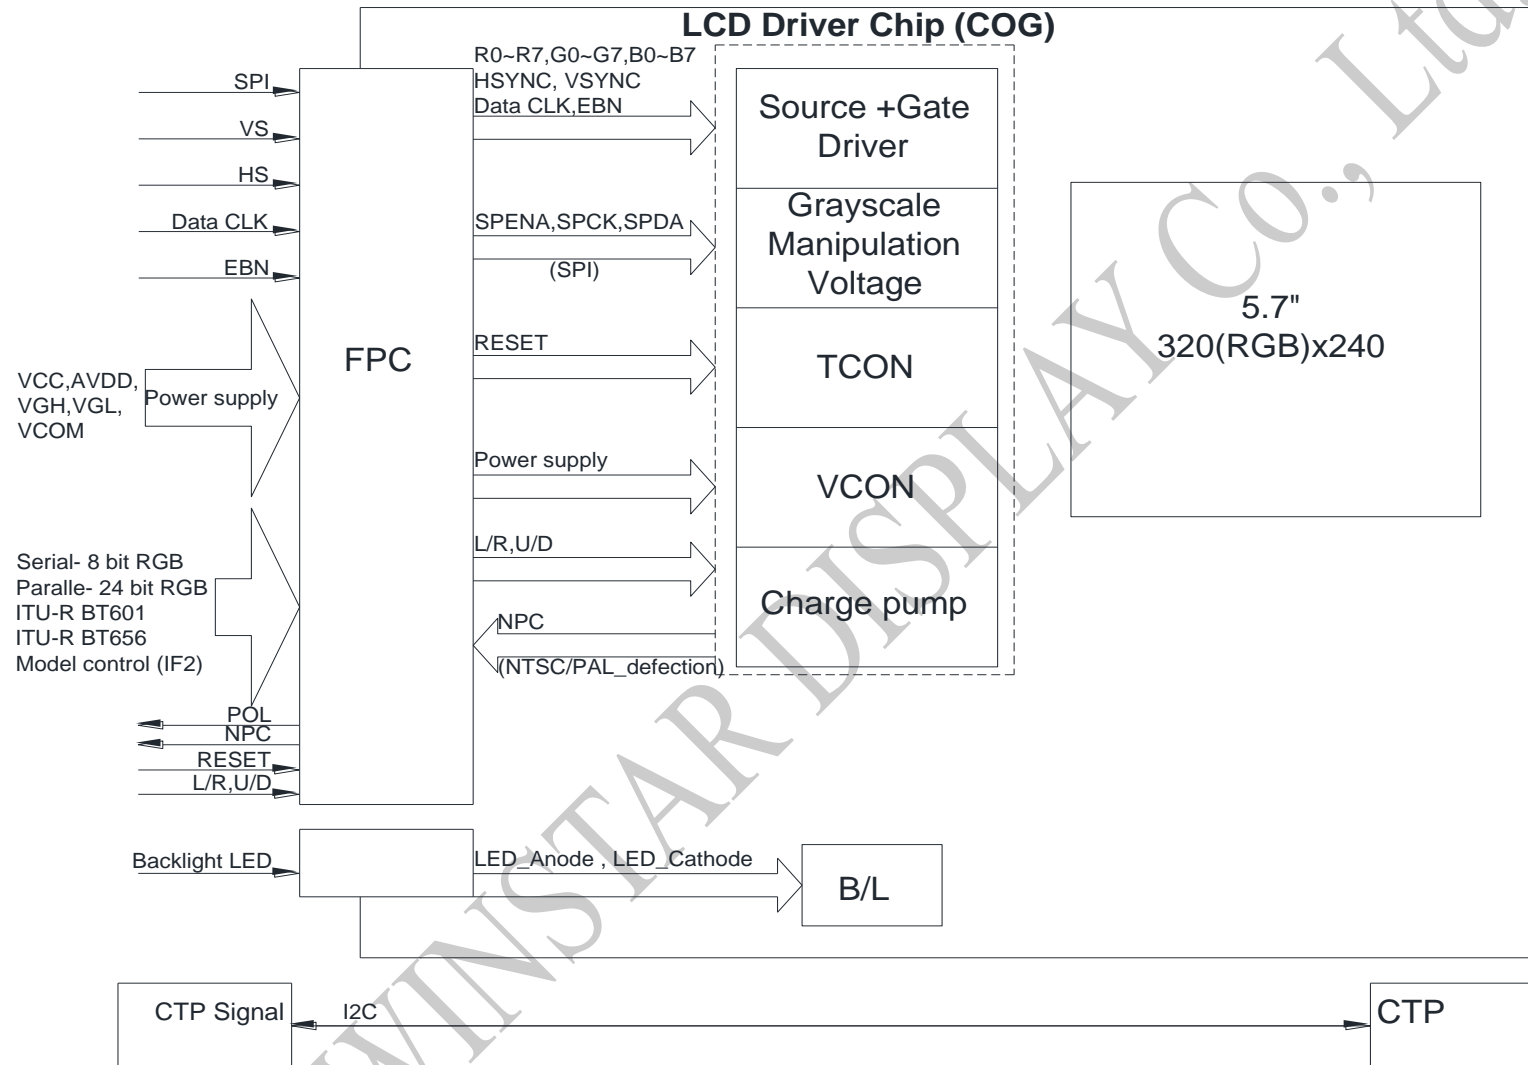 LCD Driver Chip (COG)
R0~R7,G0~G7,B0~B7
HSYNC, VSYNC
Data CLK,EBN
SPI
VS
HS
Data CLK
EBN
VCC,AVDD,
VGH,VGL,
VCOM
Power supply
Serial- 8 bit RGB
Paralle- 24 bit RGB
ITU-R BT601
ITU-R BT656
Model control (IF2)
POL
NPC
RESET
L/R,U/D
FPC
SPENA,SPCK,SPDA
(SPI)
RESET
Power supply
L/R,U/D
NPC
(NTSC/PAL_defection)
Source +Gate
Driver
Grayscale
Manipulation
Voltage
TCON
VCON
Charge pump
5.7"
320(RGB)x240
Backlight LED
LED_Anode , LED_Cathode
B/L
CTP Signal
I2C
CTP
WINSTAR DISPLAY Co., Ltd.